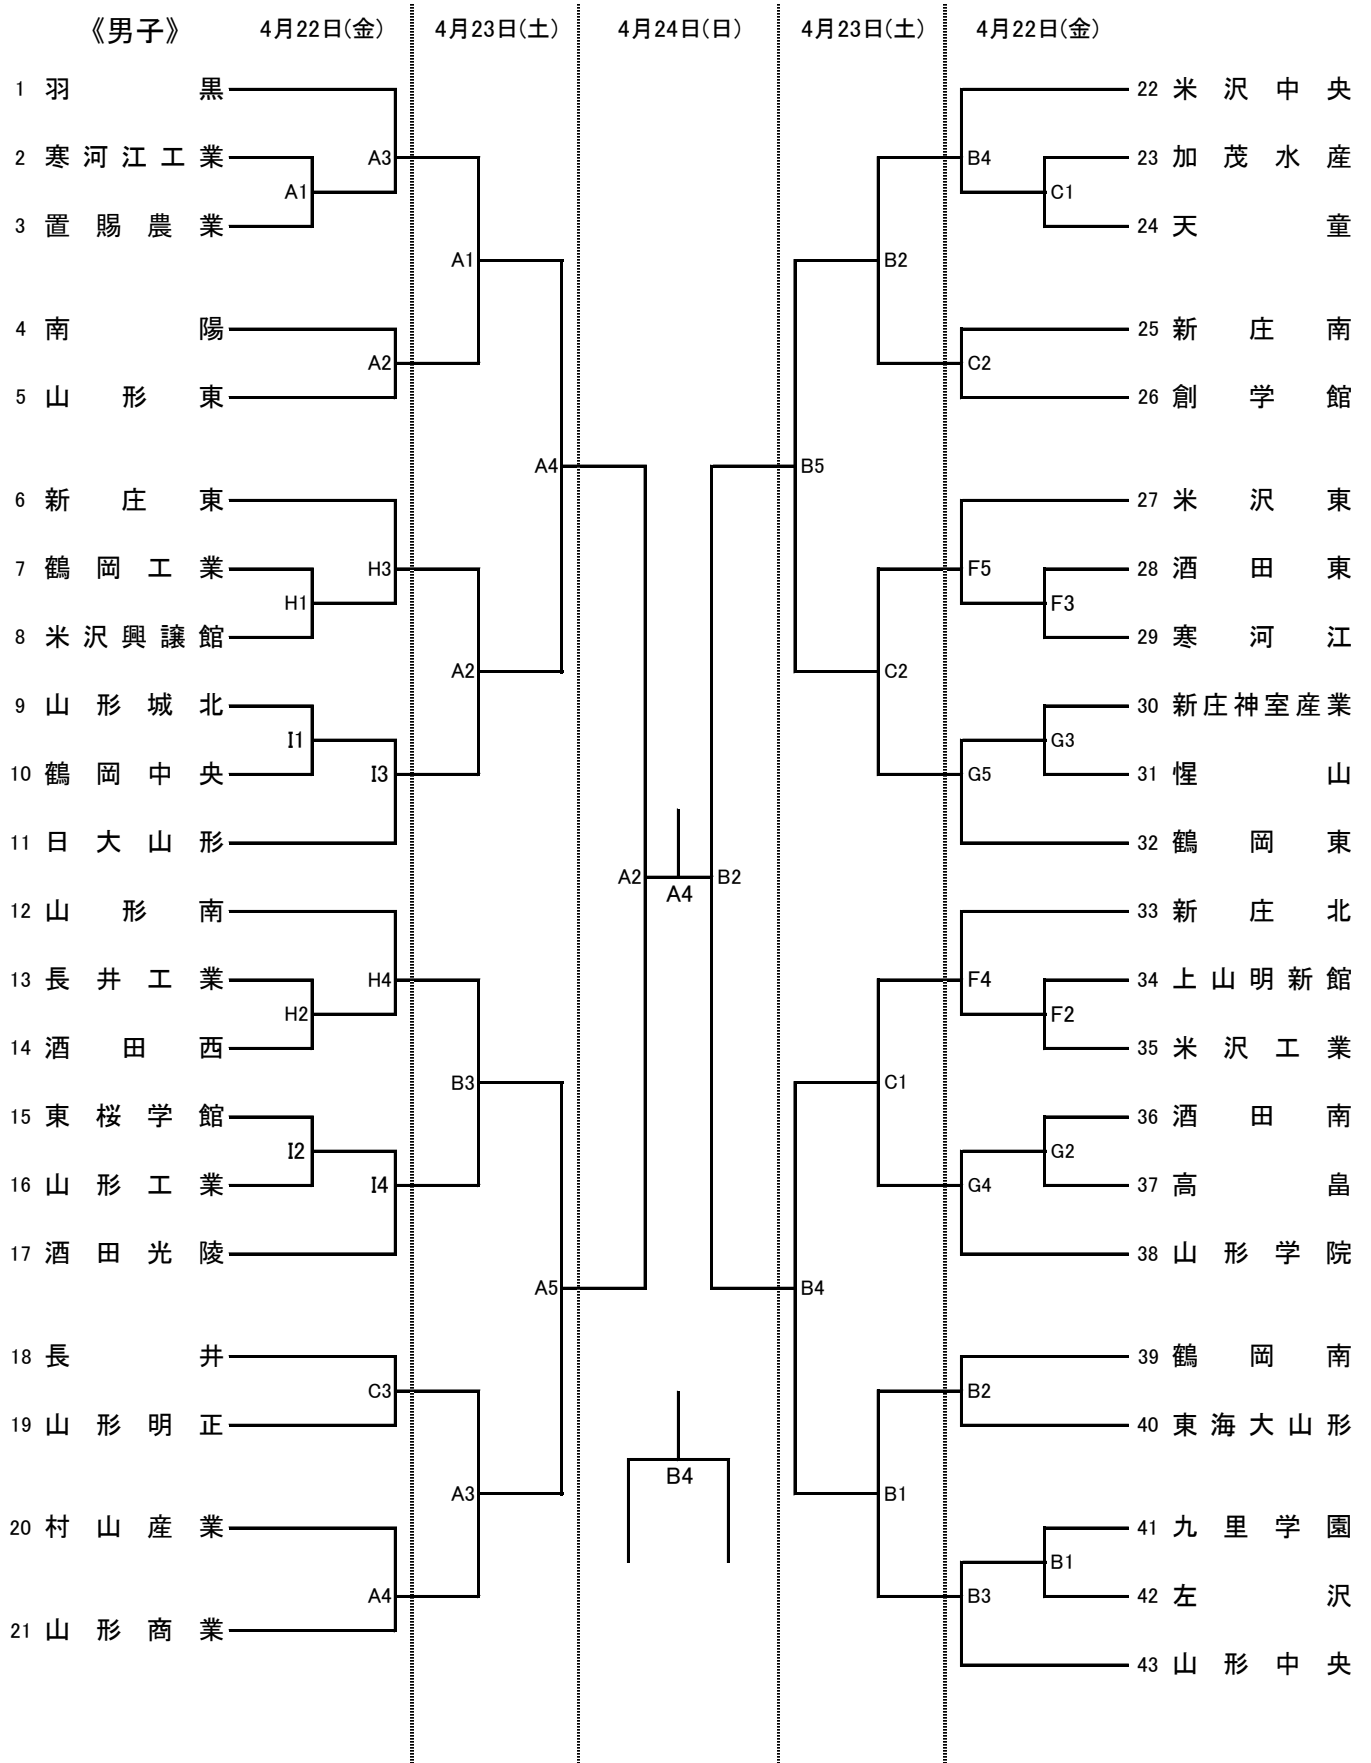 《男子》 4月22日(金) 4月23日(土) 4月24日(日) 4月23日(土) 4月22日(金)
1 羽黒
2 寒河江工業
3 置賜農業
4 南陽
5 山形東
6 新庄東
7 鶴岡工業
8 米沢興譲館
9 山形城北
10 鶴岡中央
11 日大山形
12 山形南
13 長井工業
14 酒田西
15 東桜学館
16 山形工業
17 酒田光陵
18 長井
19 山形明正
20 村山産業
21 山形商業
A1
H1
I1
H2
I2
A3
A2
H3
I3
H4
I4
C3
A4
A1
A2
B3
A3
A4
A5
A2
A4
B4
B2
B5
B4
B2
C2
C1
B1
B4
C2
F5
G5
F4
G4
B2
B3
C1
F3
G3
F2
G2
B1
22 米沢中央
23 加茂水産
24 天童
25 新庄南
26 創学館
27 米沢東
28 酒田東
29 寒河江
30 新庄神室産業
31 惺山
32 鶴岡東
33 新庄北
34 上山明新館
35 米沢工業
36 酒田南
37 高畠
38 山形学院
39 鶴岡南
40 東海大山形
41 九里学園
42 左沢
43 山形中央